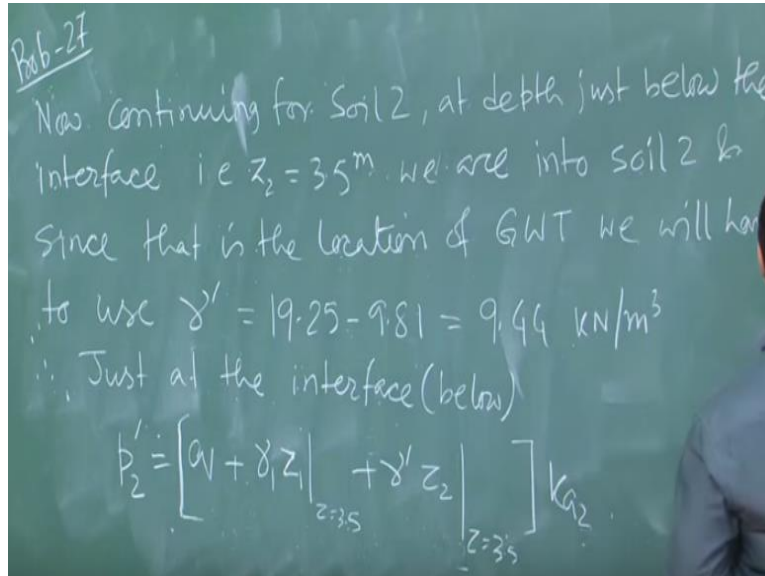 Prob-27
Now continuing for Soil 2, at depth just below the
interface i e z₂ = 3.5ᵐ we are into soil 2 &
since that is the location of GWT we will hav
to use γ' = 19.25 - 9.81 = 9.44 KN/m³
∴ Just at the interface (below)
p₂' = [q + γ₁z₁|z=3.5 + γ' z₂|z=3.5] ka₂